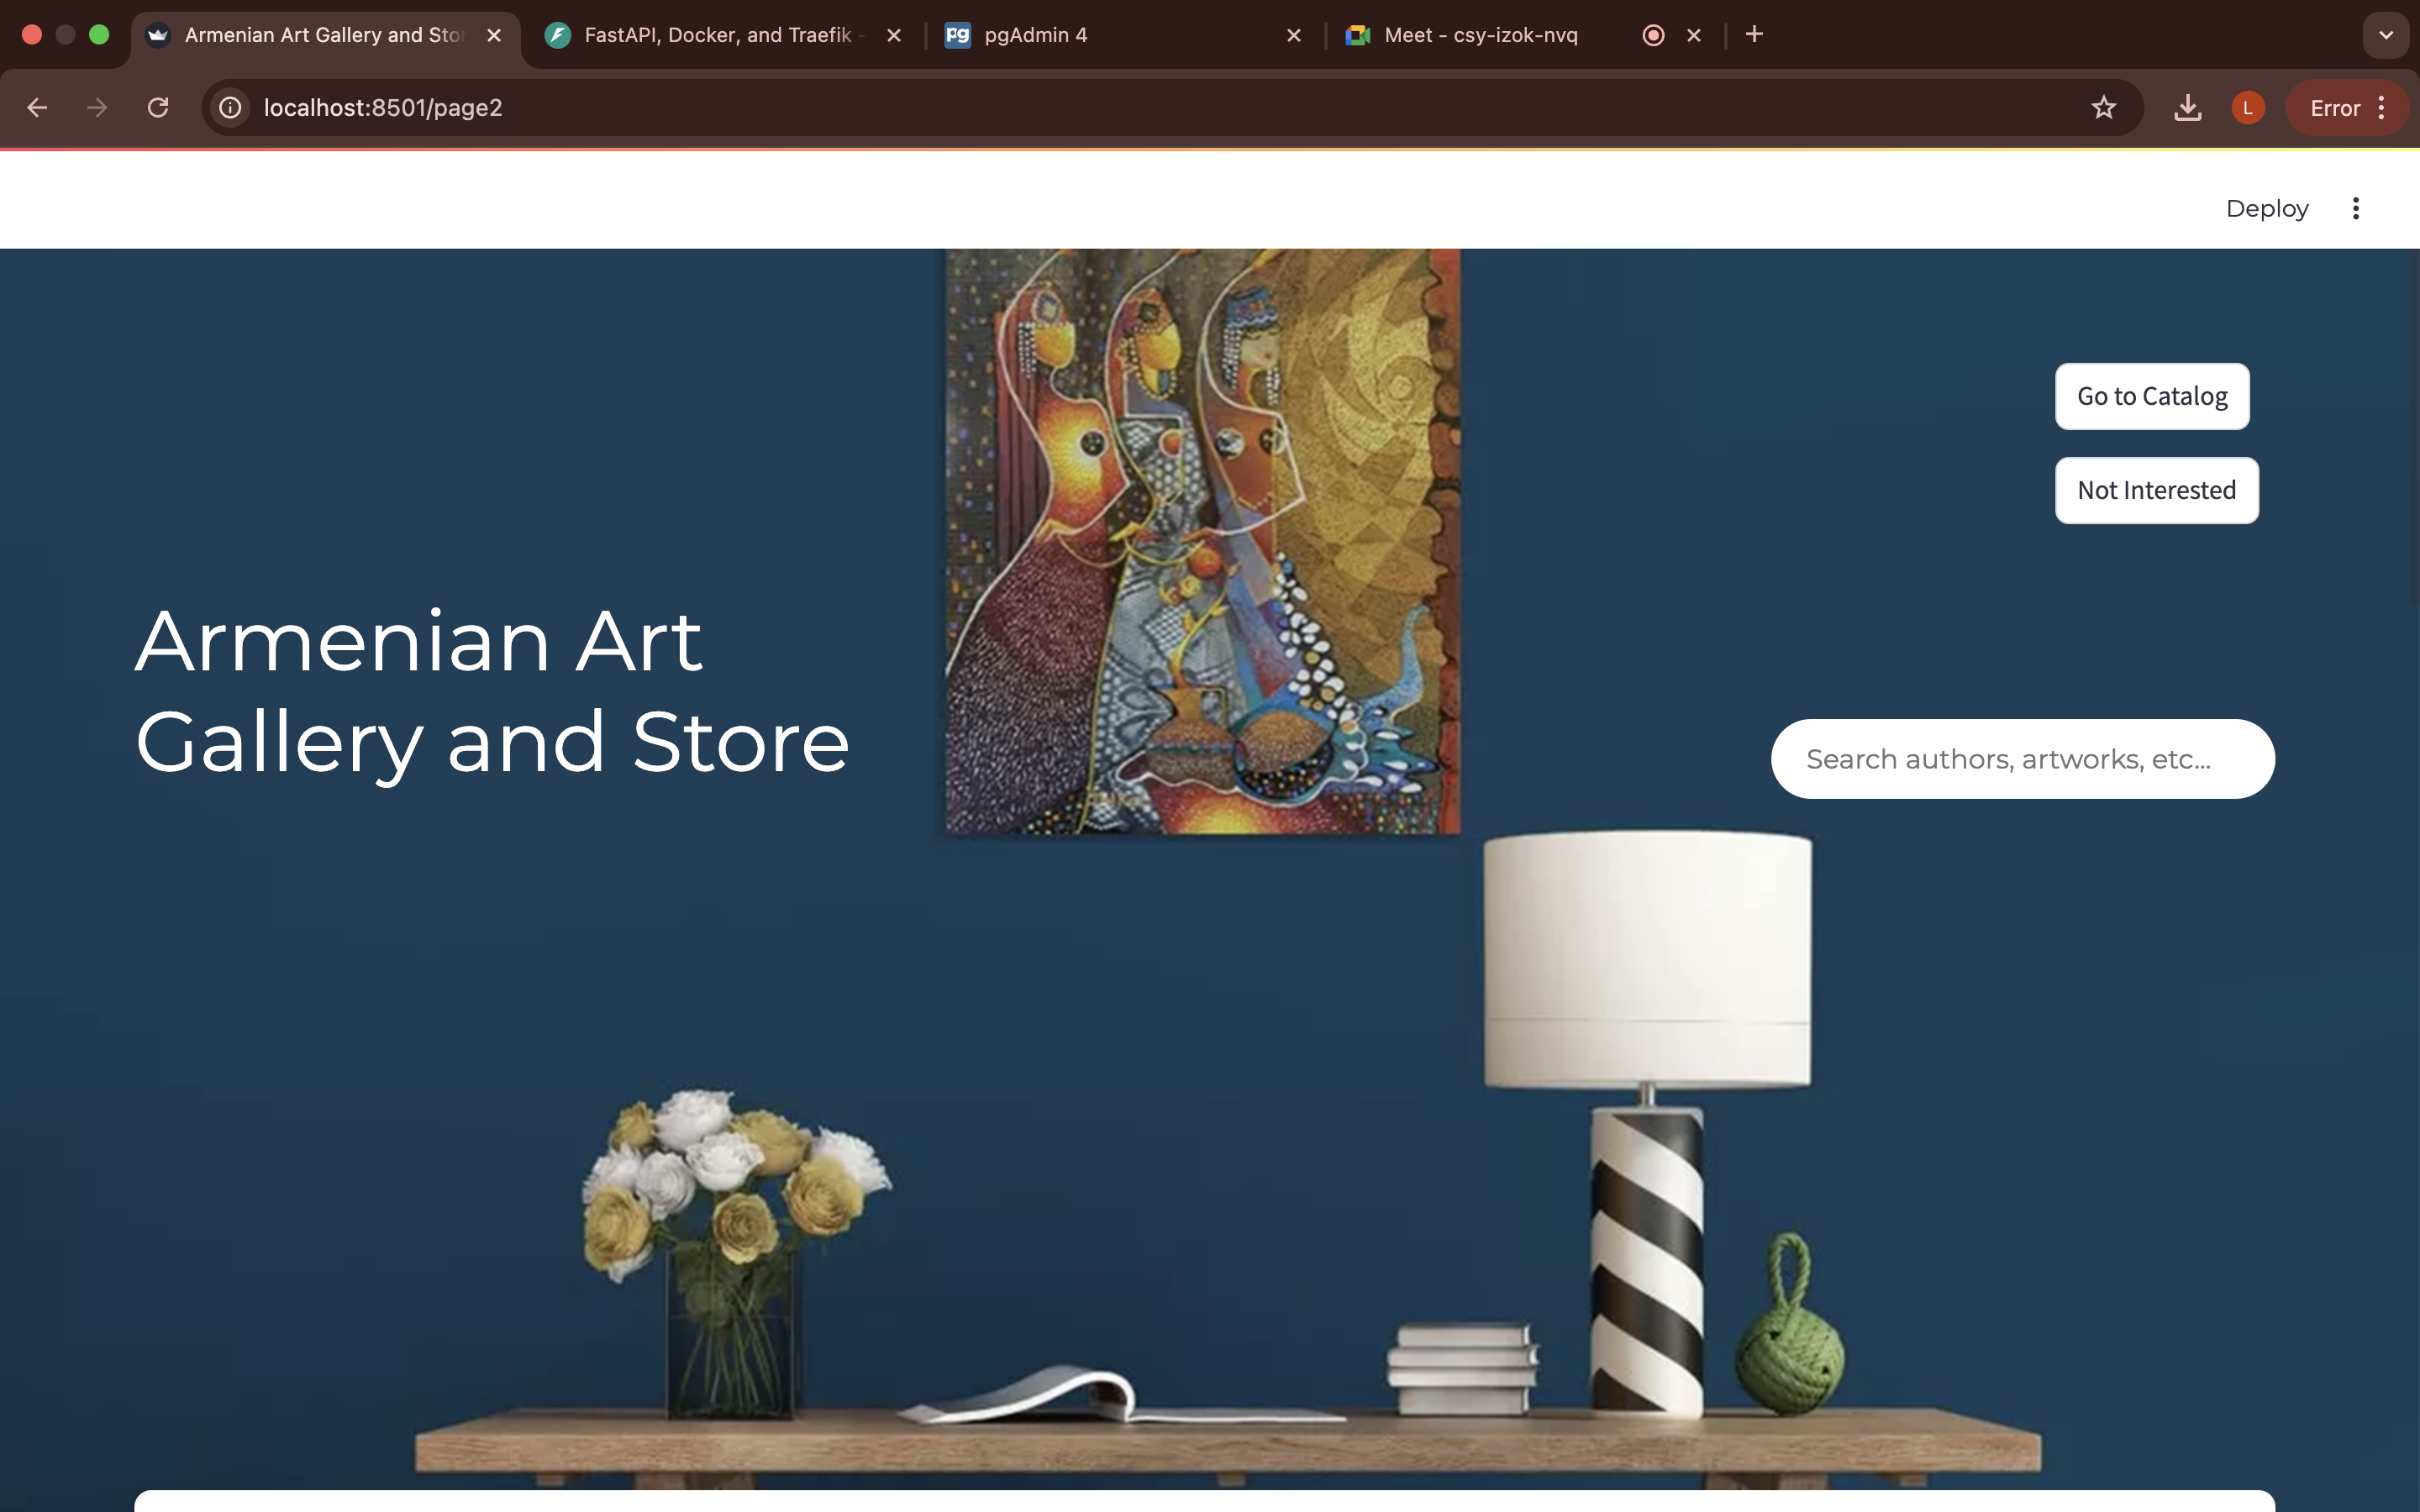 Armenian Art Gallery and Sto
FastAPI, Docker, and Traefik -
pgAdmin 4
Meet - csy-izok-nvq
localhost:8501/page2
L
Error
Deploy
Go to Catalog
Not Interested
Armenian Art
Gallery and Store
Search authors, artworks, etc...